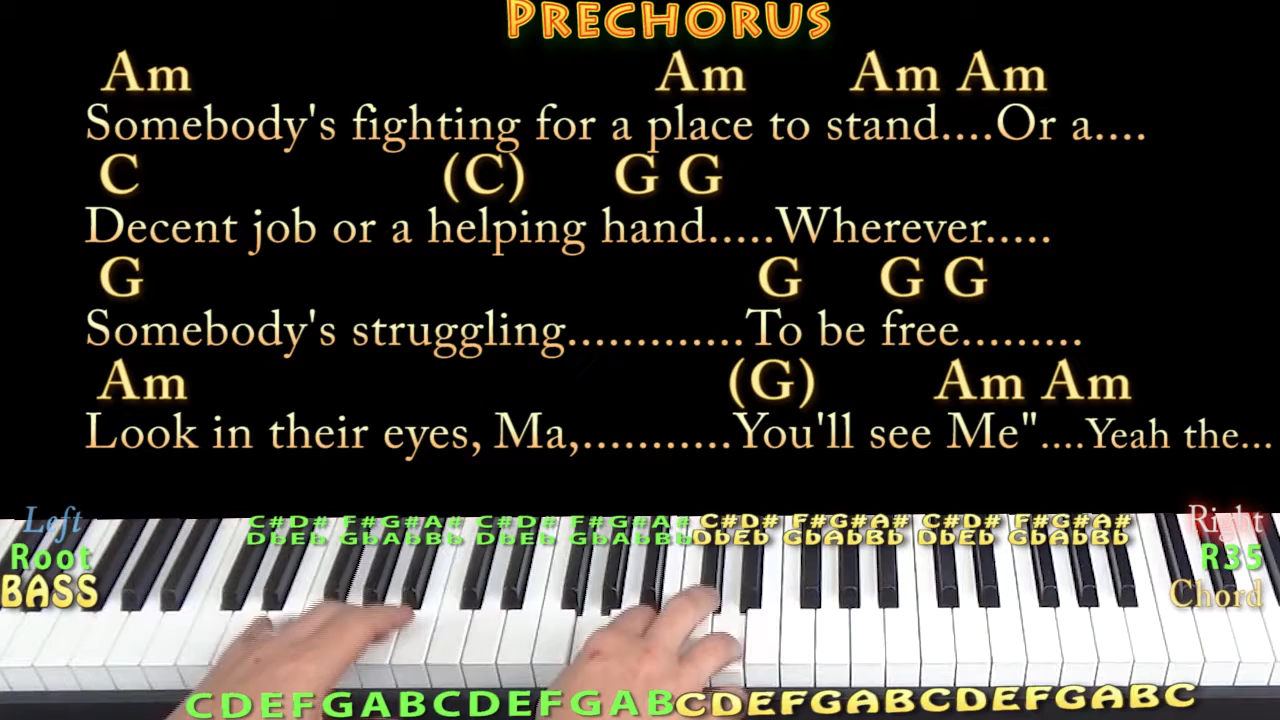 PRECHORUS
Am Am Am Am
Somebody's fighting for a place to stand....Or a....
C (C) G G
Decent job or a helping hand.....Wherever.....
G G G G
Somebody's struggling.............To be free.........
Am (G) Am Am
Look in their eyes, Ma,...........You'll see Me"....Yeah the...
Left
Root
BASS
C#D# F#G#A# C#D# F#G#A# C#D# F#G#A# C#D# F#G#A#
DbEb GbAbBb DbEb GbAbBb DbEb GbAbBb DbEb GbAbBb
Right
R35
Chord
CDEFGABCDEFGABCDEFGABCDEFGABC